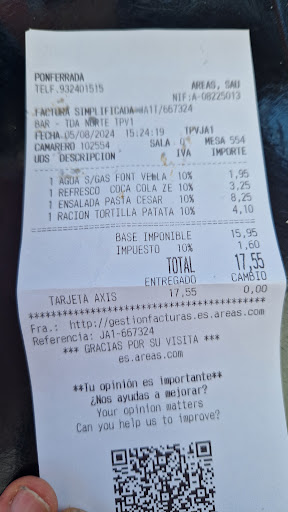 PONFERRADA
TELF.932401515 AREAS, SAU
NIF:A-08225013
FACTURA SIMPLIFICADA:JA11/667324
BAR - TDA NORTE TPV1
FECHA 05/08/2024 15:24:19 TPVJA1
CAMARERO 102554 SALA MESA 554
UDS DESCRIPCION IVA IMPORTE
1 AGUA S/GAS FONT 10% 1,95
1 REFRESCO COCA COLA ZE 10% 3,25
1 ENSALADA PASTA CESAR 10% 8,25
1 RACION TORTILLA PATATA 10% 4,10
BASE IMPONIBLE 15,95
IMPUESTO 10% 1,60
TOTAL 17,55
ENTREGADO CAMBIO
TARJETA AXIS 17,55 0,00
Fra.: http://gestionfacturas.es.areas.com
Referencia: JA1-667324
*** GRACIAS POR SU VISITA ***
es.areas.com
**Tu opinión es importante**
¿Nos ayudas a mejorar?
Your opinion matters
Can you help us to improve?